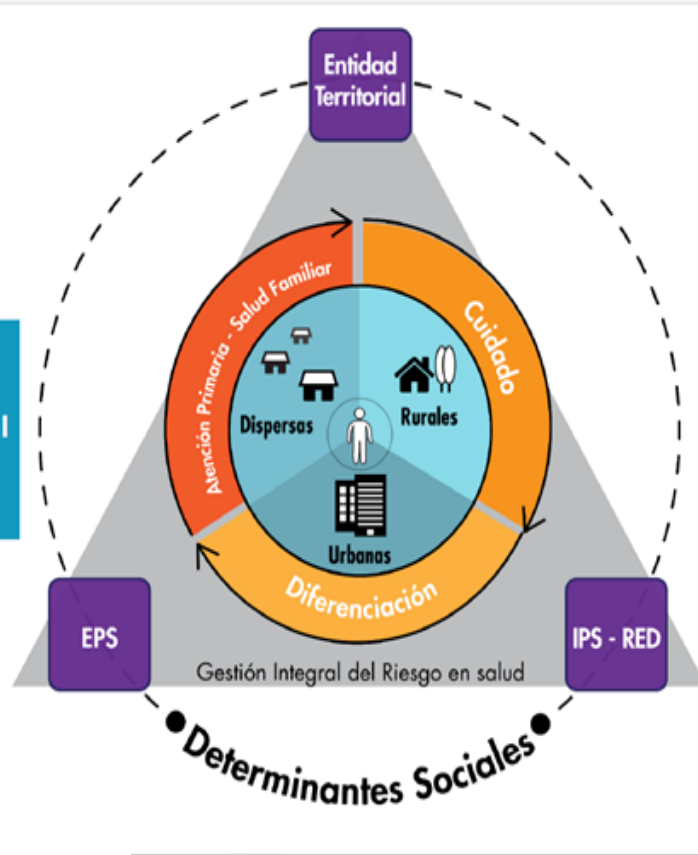 Entidad
Territorial
Atención Primaria - Salud Familiar
Cuidado
Dispersas
Rurales
Urbanas
Diferenciación
EPS
IPS - RED
Gestión Integral del Riesgo en salud
Determinantes Sociales